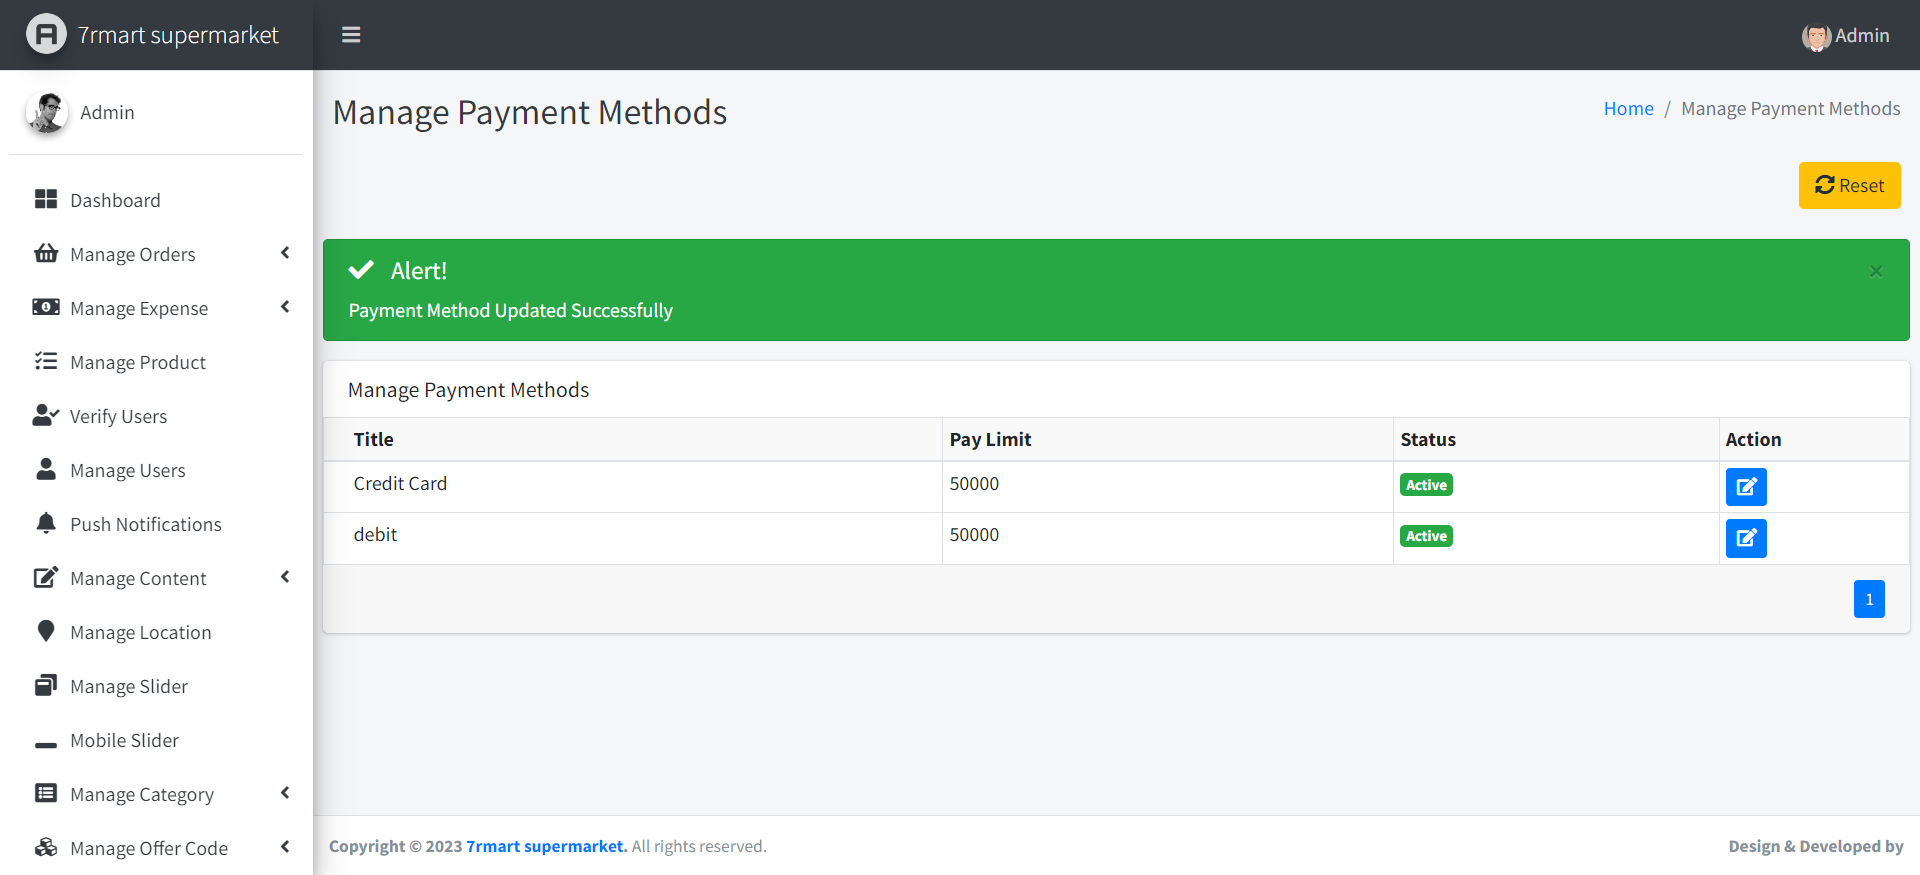 7rmart supermarket
Admin
Admin
Manage Payment Methods
Home / Manage Payment Methods
Reset
Dashboard
Manage Orders
Manage Expense
Manage Product
Verify Users
Manage Users
Push Notifications
Manage Content
Manage Location
Manage Slider
Mobile Slider
Manage Category
Manage Offer Code
Alert!
×
Payment Method Updated Successfully
Manage Payment Methods
Title Pay Limit Status Action
Credit Card 50000 Active
debit 50000 Active
1
Copyright © 2023 7rmart supermarket. All rights reserved.
Design & Developed by